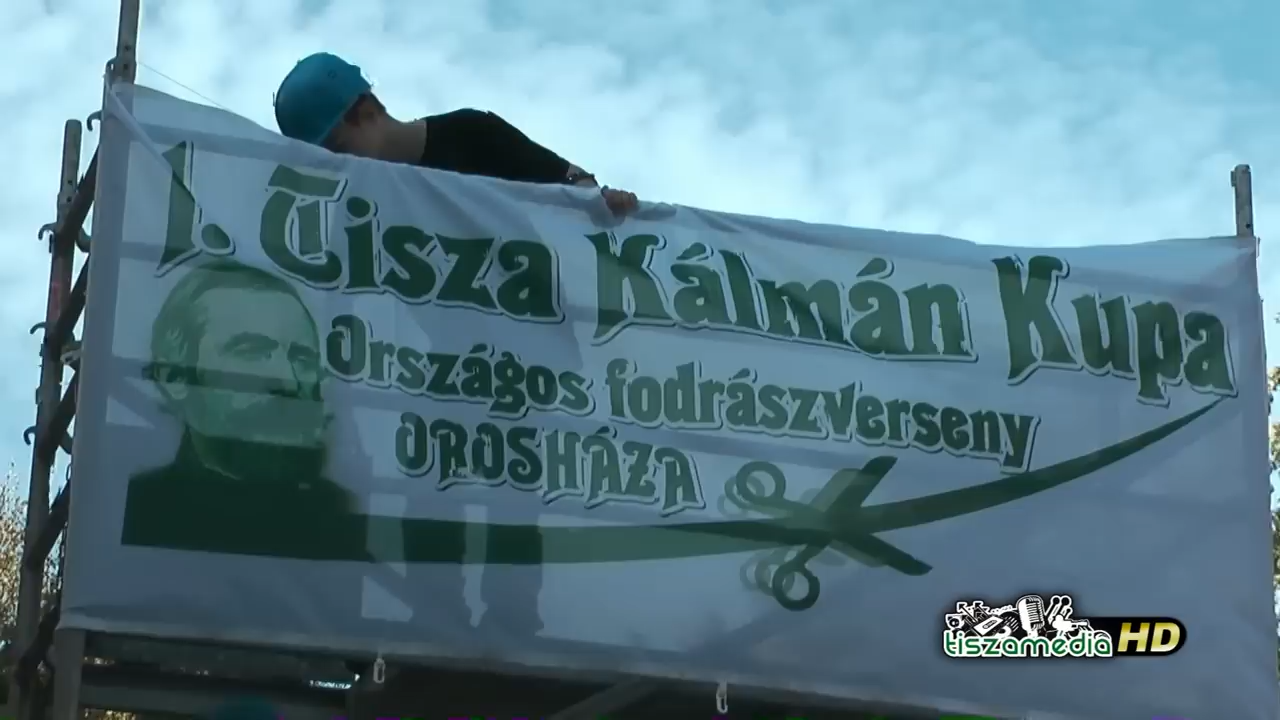 I. Tisza Kálmán Kupa
Országos fodrászverseny
OROSHÁZA
tiszamedia HD